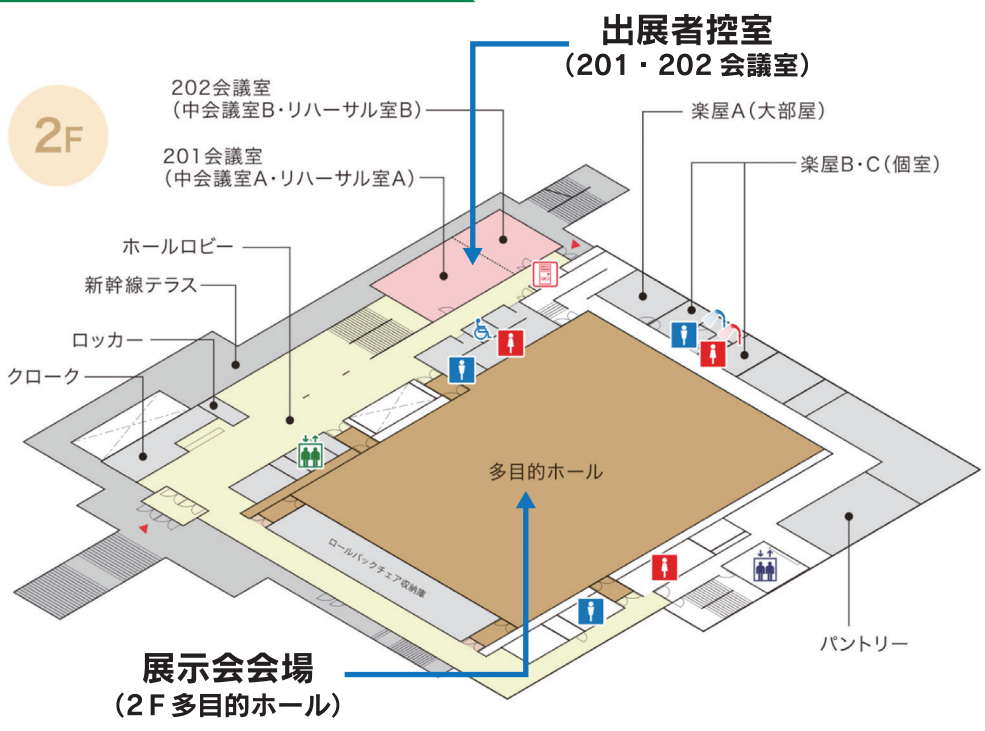 出展者控室
（201・202 会議室）
2F
202会議室
（中会議室B・リハーサル室B）
201会議室
（中会議室A・リハーサル室A）
楽屋A（大部屋）
楽屋B・C（個室）
ホールロビー
新幹線テラス
ロッカー
クローク
多目的ホール
ロールバックチェア収納庫
パントリー
展示会会場
（2F多目的ホール）